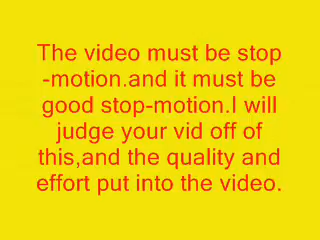 The video must be stop
-motion.and it must be
good stop-motion.I will
judge your vid off of
this,and the quality and
effort put into the video.